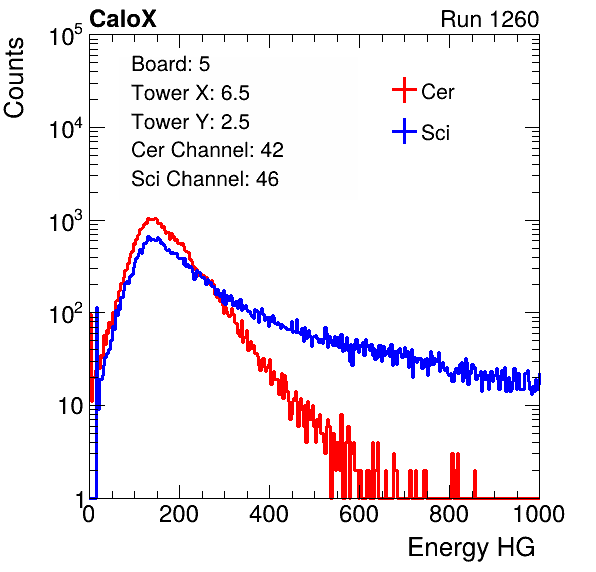 CaloX Run 1260
Counts
10^5
10^4
10^3
10^2
10
1
Board: 5
Tower X: 6.5
Tower Y: 2.5
Cer Channel: 42
Sci Channel: 46
Cer
Sci
0 200 400 600 800 1000
Energy HG